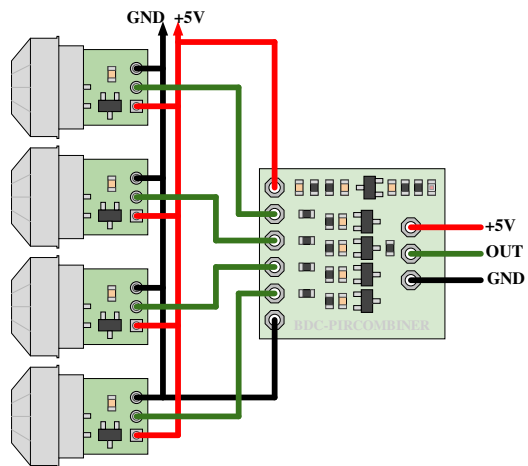 GND +5V
+5V
OUT
GND
BDC-PIRCOMBINER